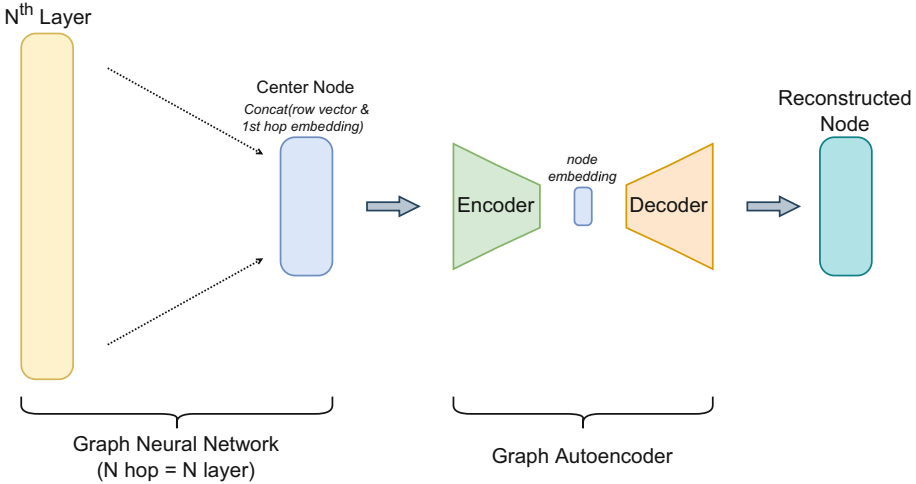 Nth Layer
Center Node
Concat(row vector &
1st hop embedding)
Reconstructed
Node
node
embedding
Encoder
Decoder
Graph Neural Network
(N hop = N layer)
Graph Autoencoder